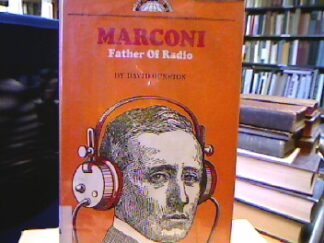 MARCONI
Father Of Radio
BY DAVID GUNSTON